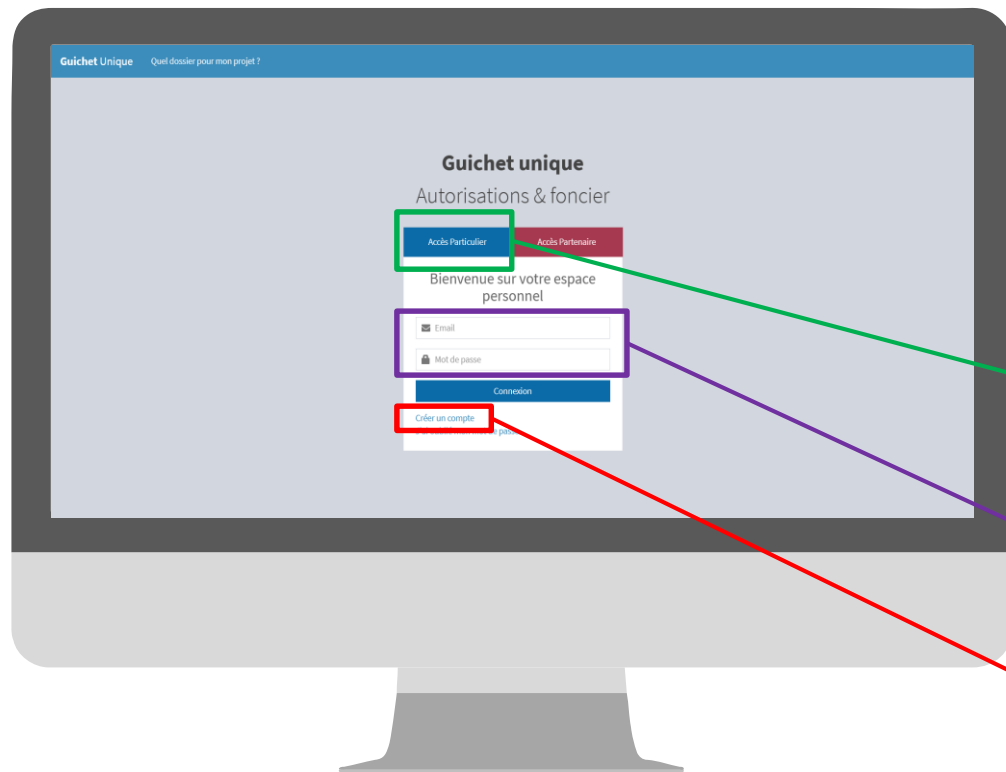 Guichet Unique Quel dossier pour mon projet ?
Guichet unique
Autorisations & foncier
Accès Particulier Accès Partenaire
Bienvenue sur votre espace
personnel
Email
Mot de passe
Connexion
Créer un compte